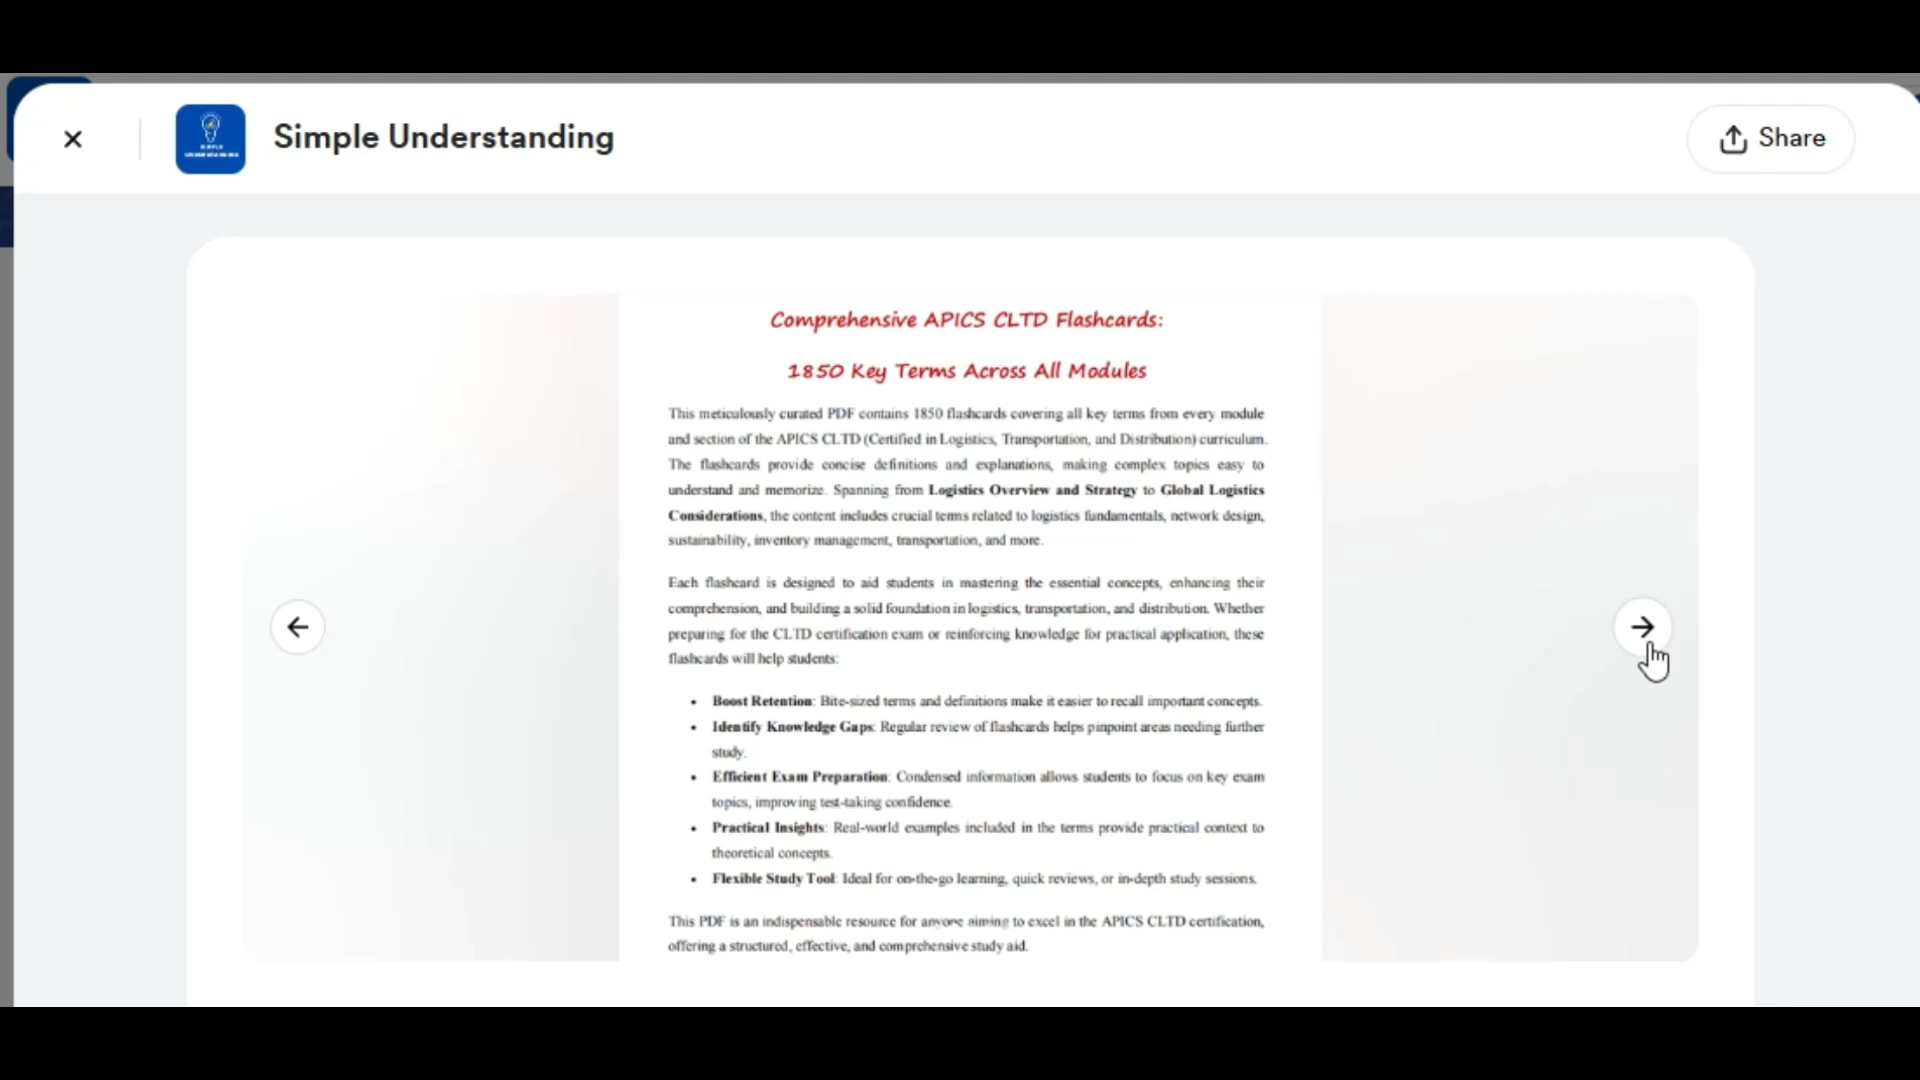 Simple Understanding
Share
SIMPLE
UNDERSTANDING
Comprehensive APICS CLTD Flashcards:
1850 Key Terms Across All Modules
This meticulously curated PDF contains 1850 flashcards covering all key terms from every module
and section of the APICS CLTD (Certified in Logistics, Transportation, and Distribution) curriculum.
The flashcards provide concise definitions and explanations, making complex topics easy to
understand and memorize. Spanning from Logistics Overview and Strategy to Global Logistics
Considerations, the content includes crucial terms related to logistics fundamentals, network design,
sustainability, inventory management, transportation, and more.
Each flashcard is designed to aid students in mastering the essential concepts, enhancing their
comprehension, and building a solid foundation in logistics, transportation, and distribution. Whether
preparing for the CLTD certification exam or reinforcing knowledge for practical application, these
flashcards will help students:
• Boost Retention: Bite-sized terms and definitions make it easier to recall important concepts.
• Identify Knowledge Gaps: Regular review of flashcards helps pinpoint areas needing further
study.
• Efficient Exam Preparation: Condensed information allows students to focus on key exam
topics, improving test-taking confidence.
• Practical Insights: Real-world examples included in the terms provide practical context to
theoretical concepts.
• Flexible Study Tool: Ideal for on-the-go learning, quick reviews, or in-depth study sessions.
This PDF is an indispensable resource for anyone aiming to excel in the APICS CLTD certification,
offering a structured, effective, and comprehensive study aid.